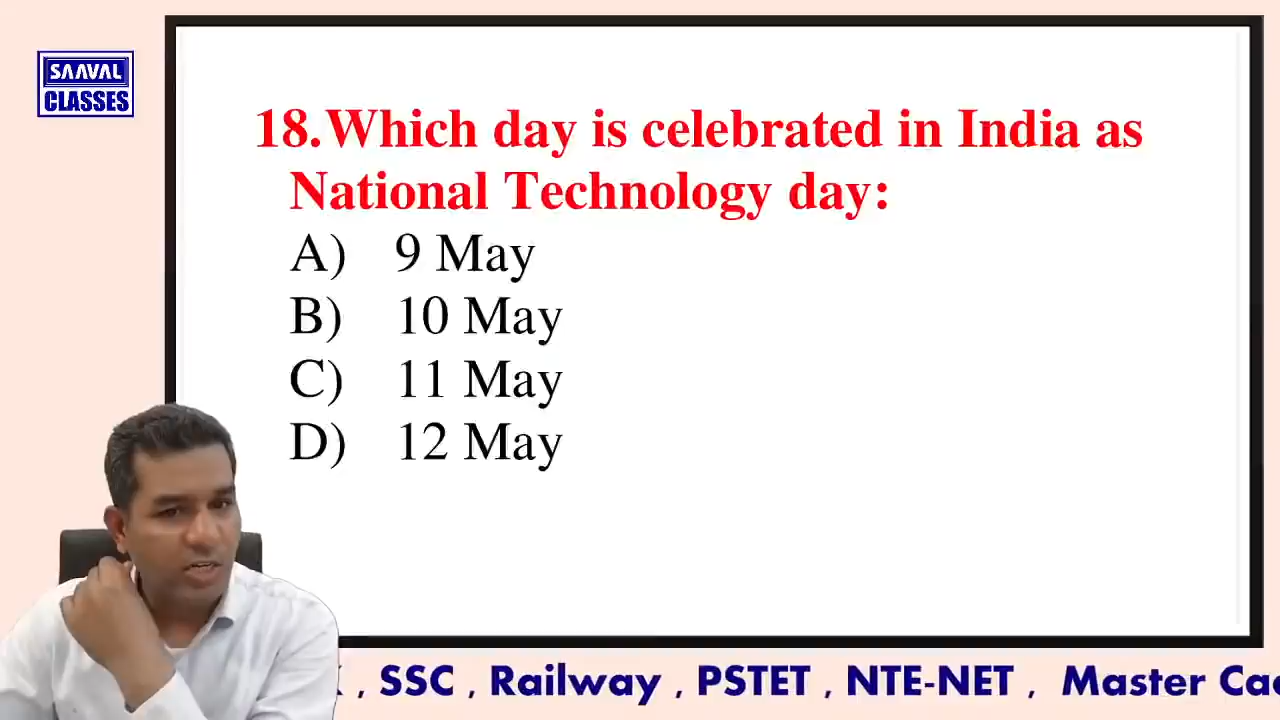 SAAVAL
CLASSES
18.Which day is celebrated in India as
National Technology day:
A) 9 May
B) 10 May
C) 11 May
D) 12 May
, SSC , Railway , PSTET , NTE-NET , Master